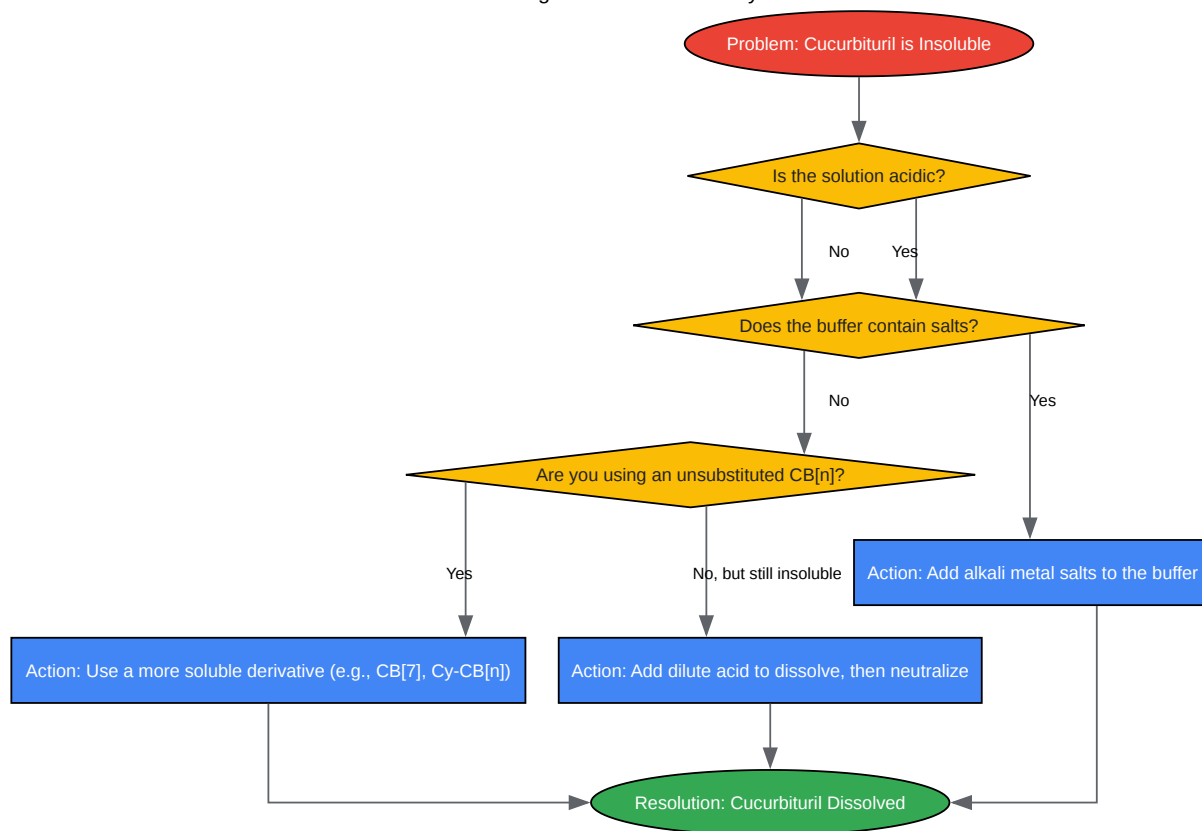 Problem: Cucurbituril is Insoluble
Is the solution acidic?
No
Yes
Does the buffer contain salts?
No
Yes
Are you using an unsubstituted CB[n]?
Yes
No, but still insoluble
Action: Add alkali metal salts to the buffer
Action: Use a more soluble derivative (e.g., CB[7], Cy-CB[n])
Action: Add dilute acid to dissolve, then neutralize
Resolution: Cucurbituril Dissolved